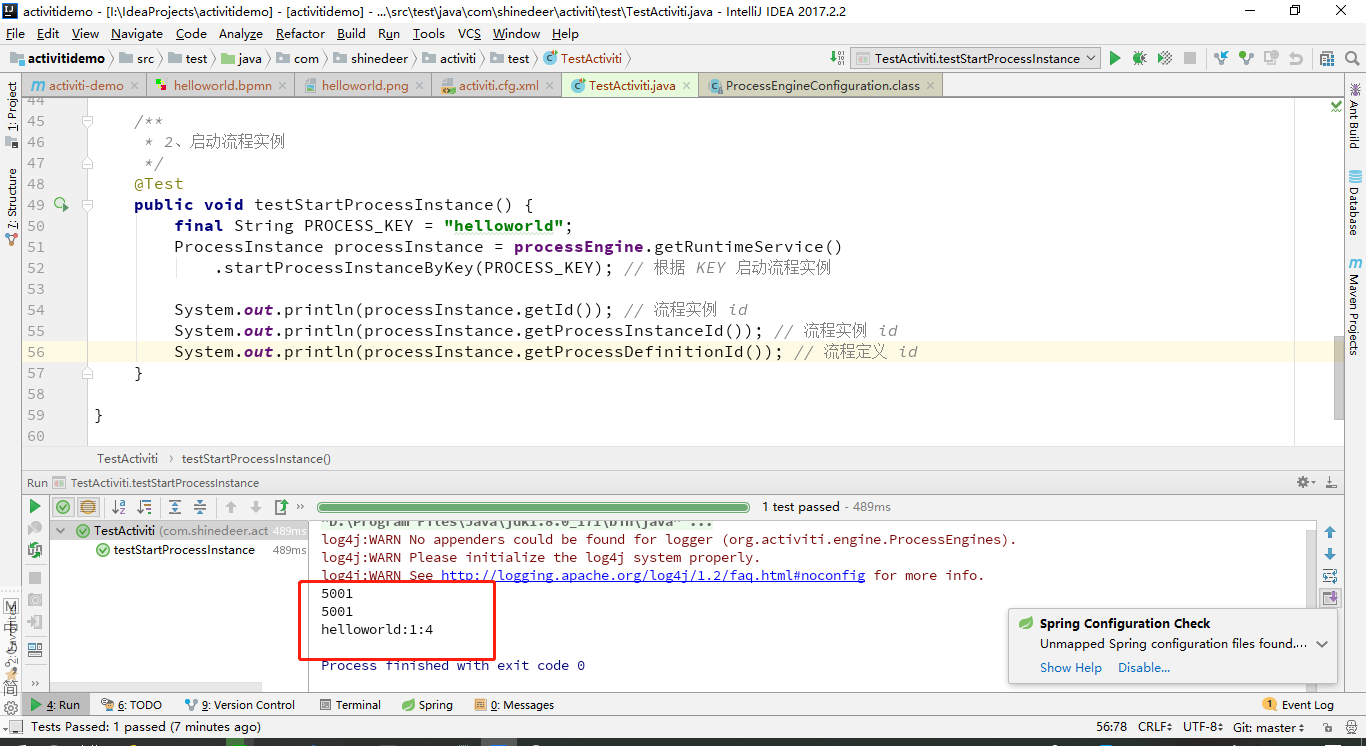 activitidemo - [I:\IdeaProjects\activitidemo] - [activitidemo] - ...\src\test\java\com\shinedeer\activiti\test\TestActiviti.java - IntelliJ IDEA 2017.2.2
File Edit View Navigate Code Analyze Refactor Build Run Tools VCS Window Help
activitidemo src test java com shinedeer activiti test TestActiviti TestActiviti.testStartProcessInstance
activiti-demo helloworld.bpmn helloworld.png activiti.cfg.xml TestActiviti.java ProcessEngineConfiguration.class
1: Project
7: Structure
Ant Build
Database
Maven Projects
44
45 /**
46 * 2、启动流程实例
47 */
48 @Test
49 public void testStartProcessInstance() {
50 final String PROCESS_KEY = "helloworld";
51 ProcessInstance processInstance = processEngine.getRuntimeService()
52 .startProcessInstanceByKey(PROCESS_KEY); // 根据 KEY 启动流程实例
53
54 System.out.println(processInstance.getId()); // 流程实例 id
55 System.out.println(processInstance.getProcessInstanceId()); // 流程实例 id
56 System.out.println(processInstance.getProcessDefinitionId()); // 流程定义 id
57 }
58
59 }
60
TestActiviti testStartProcessInstance()
Run TestActiviti.testStartProcessInstance
1 test passed - 489ms
TestActiviti (com.shinedeer.act 489ms
testStartProcessInstance 489ms
"D:\Program Files\Java\jdk1.8.0_171\bin\java" ...
log4j:WARN No appenders could be found for logger (org.activiti.engine.ProcessEngines).
log4j:WARN Please initialize the log4j system properly.
log4j:WARN See http://logging.apache.org/log4j/1.2/faq.html#noconfig for more info.
5001
5001
helloworld:1:4
Process finished with exit code 0
Spring Configuration Check
Unmapped Spring configuration files found....
Show Help Disable...
4: Run 6: TODO 9: Version Control Terminal Spring 0: Messages 1 Event Log
Tests Passed: 1 passed (7 minutes ago) 56:78 CRLF UTF-8 Git: master